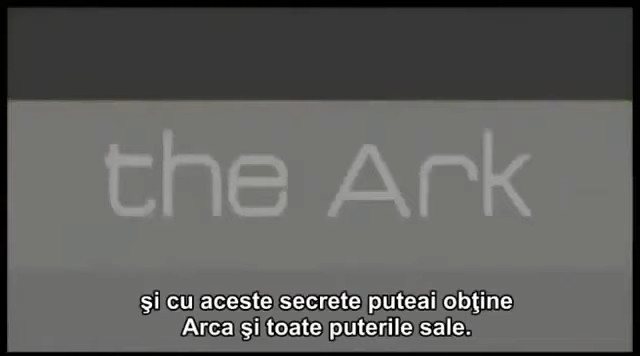 the Ark
şi cu aceste secrete puteai obţine
Arca şi toate puterile sale.